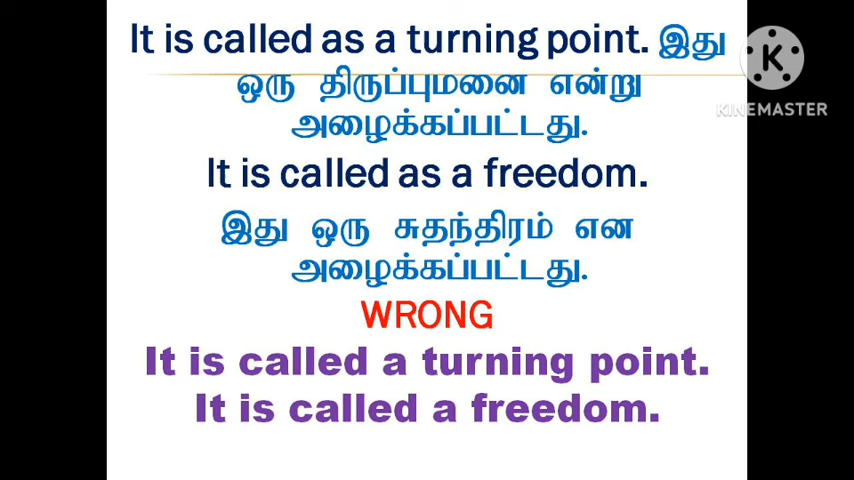 It is called as a turning point. இது
ஒரு திருப்புமனை என்று
அழைக்கப்பட்டது.
It is called as a freedom.
இது ஒரு சுதந்திரம் என
அழைக்கப்பட்டது.
WRONG
It is called a turning point.
It is called a freedom.
K
KINEMASTER